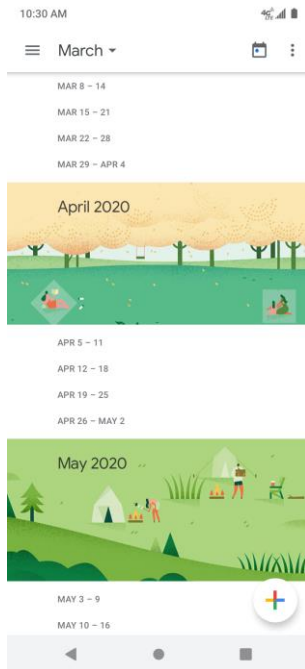 10:30 AM
4G LTE
March
MAR 8 – 14
MAR 15 – 21
MAR 22 – 28
MAR 29 – APR 4
April 2020
APR 5 – 11
APR 12 – 18
APR 19 – 25
APR 26 – MAY 2
May 2020
MAY 3 – 9
MAY 10 – 16